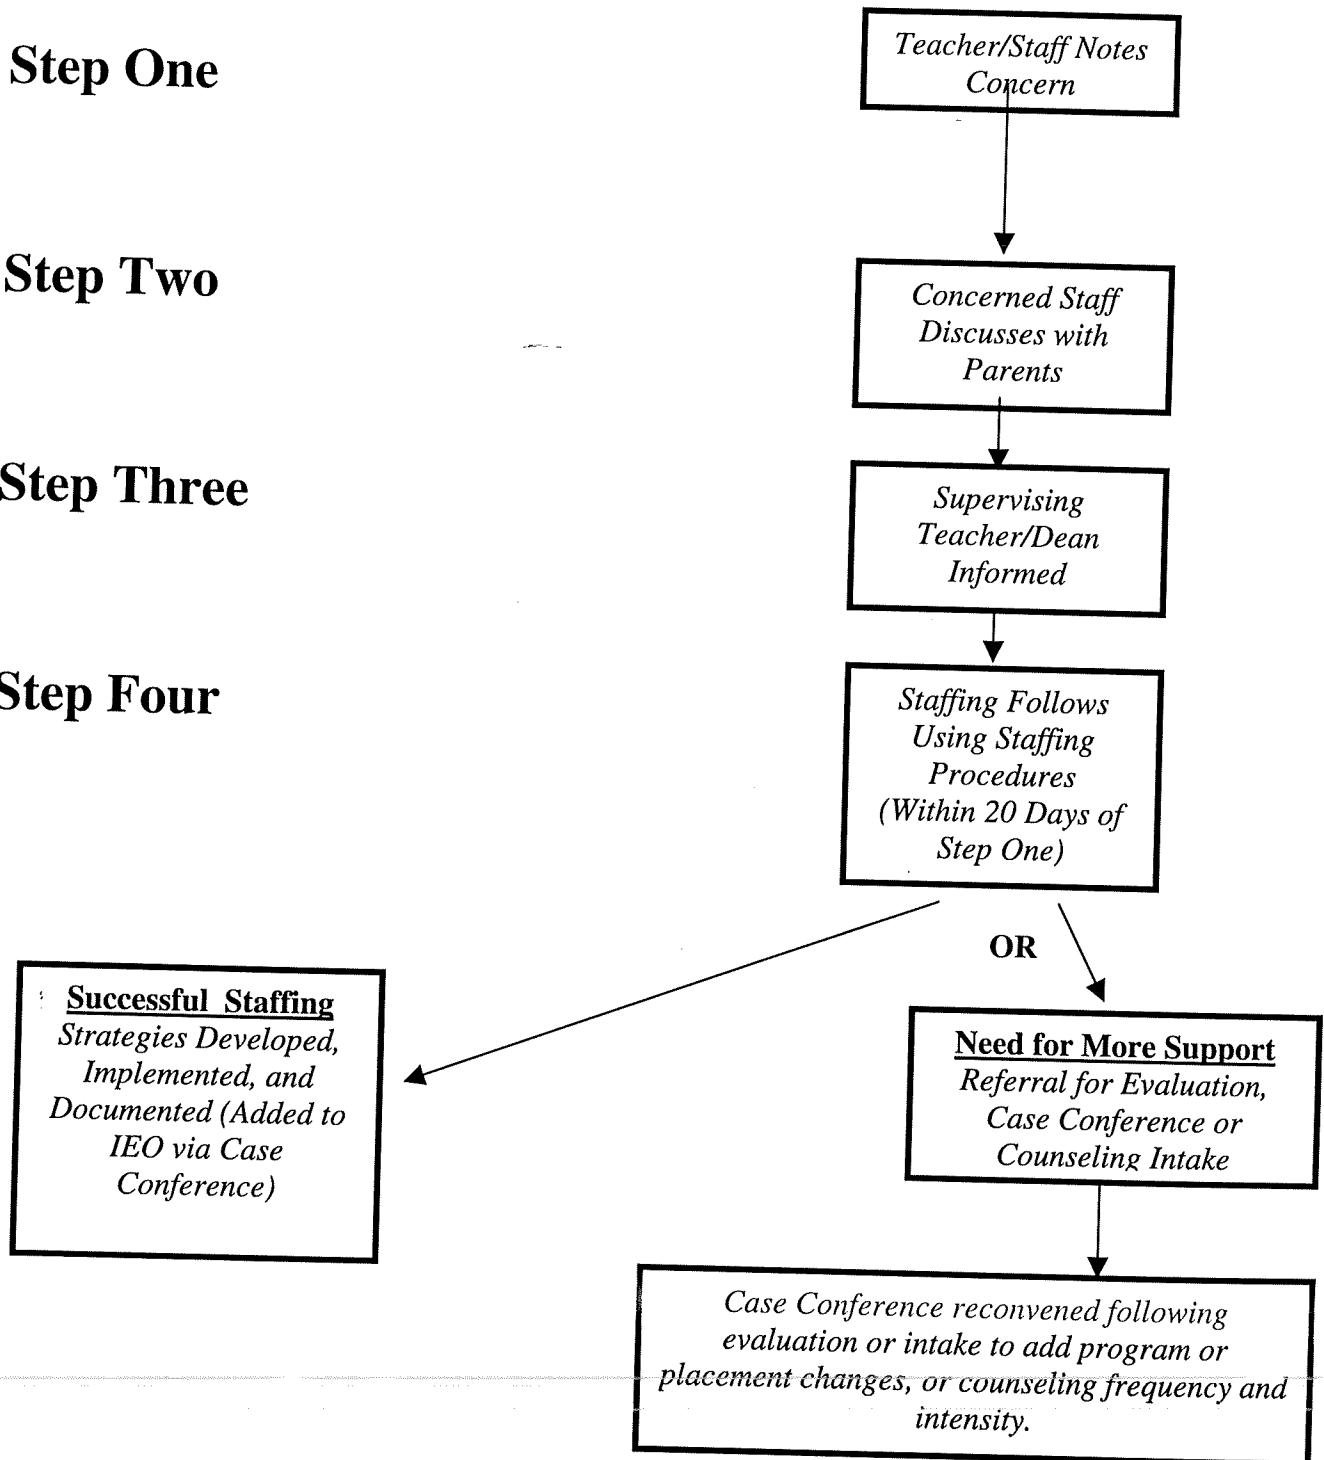 Step One
Teacher/Staff Notes
Concern
Step Two
Concerned Staff
Discusses with
Parents
Step Three
Supervising
Teacher/Dean
Informed
Step Four
Staffing Follows
Using Staffing
Procedures
(Within 20 Days of
Step One)
OR
Successful Staffing
Strategies Developed,
Implemented, and
Documented (Added to
IEO via Case
Conference)
Need for More Support
Referral for Evaluation,
Case Conference or
Counseling Intake
Case Conference reconvened following
evaluation or intake to add program or
placement changes, or counseling frequency and
intensity.